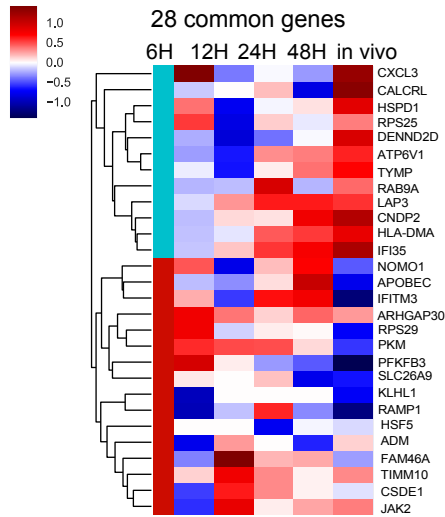 28 common genes
6H 12H 24H 48H in vivo
1.0
0.5
0.0
−0.5
−1.0
CXCL3
CALCRL
HSPD1
RPS25
DENND2D
ATP6V1
TYMP
RAB9A
LAP3
CNDP2
HLA-DMA
IFI35
NOMO1
APOBEC
IFITM3
ARHGAP30
RPS29
PKM
PFKFB3
SLC26A9
KLHL1
RAMP1
HSF5
ADM
FAM46A
TIMM10
CSDE1
JAK2